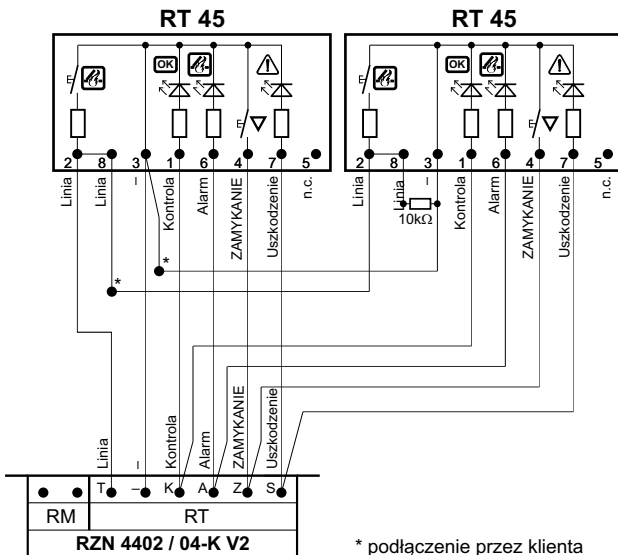 RT 45
RT 45
OK
OK
2 8 3 1 6 4 7 5
2 8 3 1 6 4 7 5
Linia
Linia
–
Kontrola
Alarm
ZAMYKANIE
Uszkodzenie
n.c.
Linia
Linia
–
Kontrola
Alarm
ZAMYKANIE
Uszkodzenie
n.c.
10kΩ
*
*
Linia
–
Kontrola
Alarm
ZAMYKANIE
Uszkodzenie
T – K A Z S
RM RT
RZN 4402 / 04-K V2
* podłączenie przez klienta